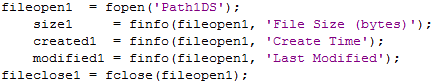 fileopen1  = fopen('Path1DS');
    size1     = finfo(fileopen1, 'File Size (bytes)');
    created1  = finfo(fileopen1, 'Create Time');
    modified1 = finfo(fileopen1, 'Last Modified');
fileclose1 = fclose(fileopen1);